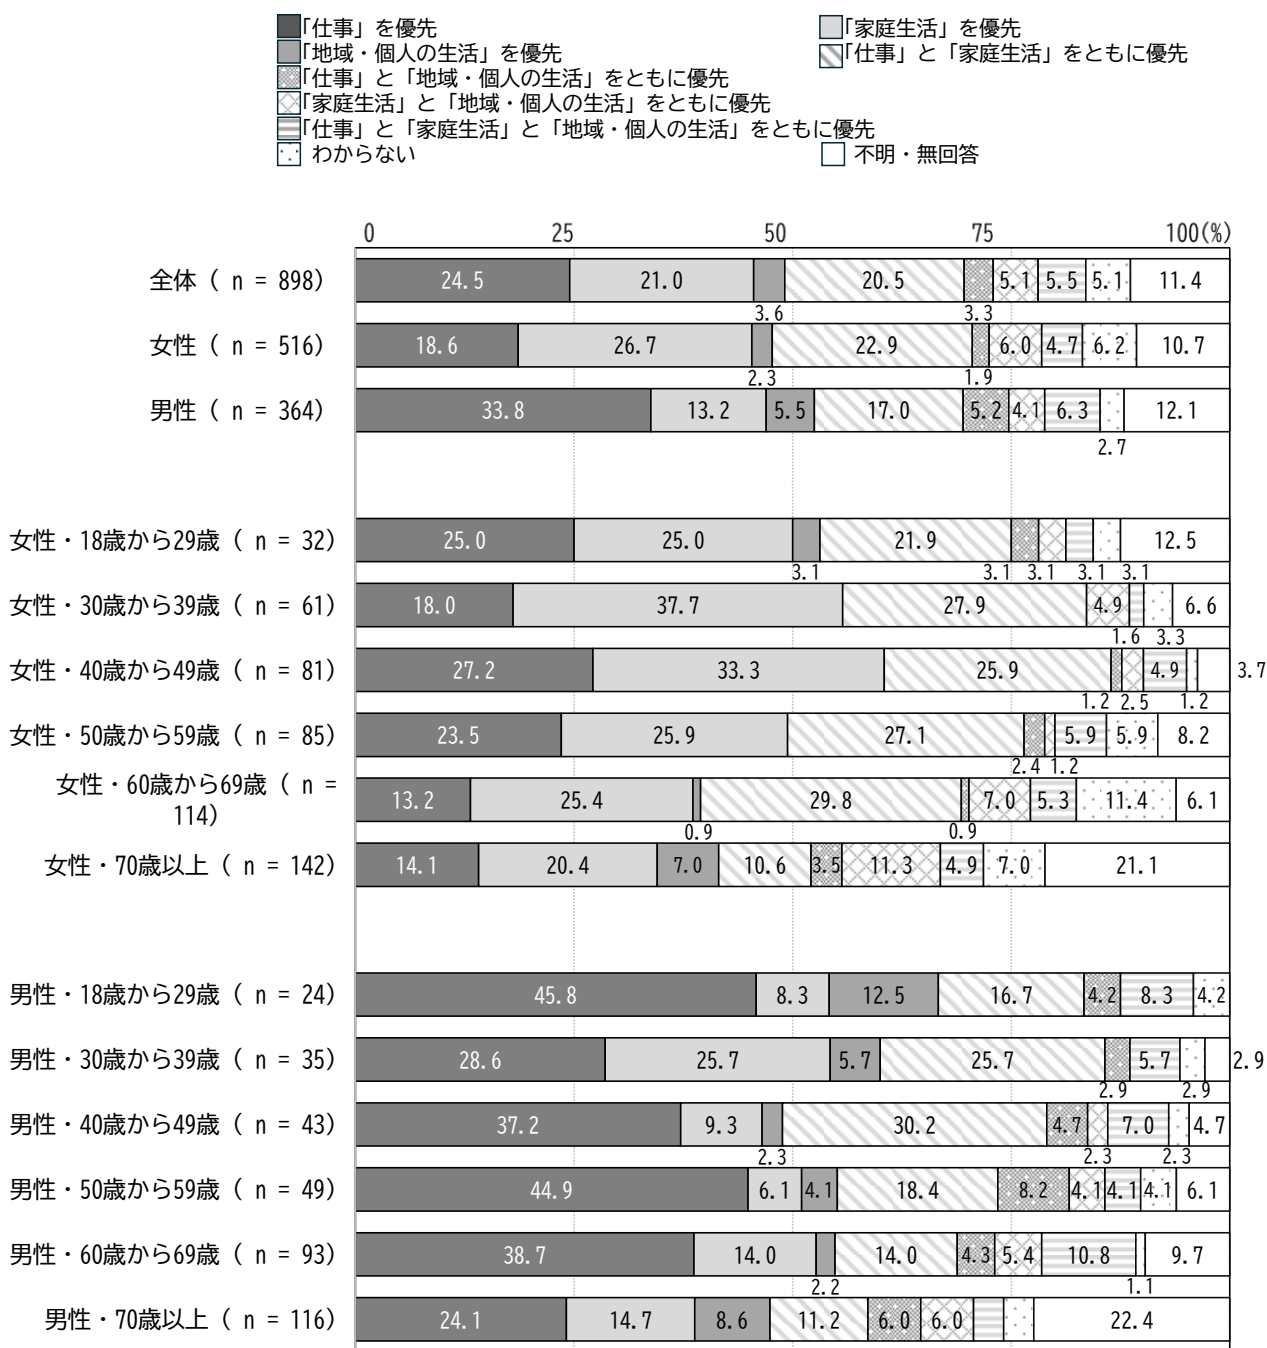 「仕事」を優先 「家庭生活」を優先
「地域・個人の生活」を優先 「仕事」と「家庭生活」をともに優先
「仕事」と「地域・個人の生活」をともに優先
「家庭生活」と「地域・個人の生活」をともに優先
「仕事」と「家庭生活」と「地域・個人の生活」をともに優先
わからない 不明・無回答
0 25 50 75 100(%)
全体( n = 898) 24.5 21.0 20.5 5.1 5.5 5.1 11.4
3.6 3.3
女性( n = 516) 18.6 26.7 22.9 6.0 4.7 6.2 10.7
2.3 1.9
男性( n = 364) 33.8 13.2 5.5 17.0 5.2 4.1 6.3 12.1
2.7
女性・18歳から29歳( n = 32) 25.0 25.0 21.9 12.5
3.1 3.1 3.1 3.1 3.1
女性・30歳から39歳( n = 61) 18.0 37.7 27.9 4.9 6.6
1.6 3.3
女性・40歳から49歳( n = 81) 27.2 33.3 25.9 4.9 3.7
1.2 2.5 1.2
女性・50歳から59歳( n = 85) 23.5 25.9 27.1 5.9 5.9 8.2
2.4 1.2
女性・60歳から69歳( n =
114) 13.2 25.4 29.8 7.0 5.3 11.4 6.1
0.9 0.9
女性・70歳以上( n = 142) 14.1 20.4 7.0 10.6 3.5 11.3 4.9 7.0 21.1
男性・18歳から29歳( n = 24) 45.8 8.3 12.5 16.7 4.2 8.3 4.2
男性・30歳から39歳( n = 35) 28.6 25.7 5.7 25.7 5.7 2.9
2.9 2.9
男性・40歳から49歳( n = 43) 37.2 9.3 30.2 4.7 7.0 4.7
2.3 2.3 2.3
男性・50歳から59歳( n = 49) 44.9 6.1 4.1 18.4 8.2 4.1 4.1 4.1 6.1
男性・60歳から69歳( n = 93) 38.7 14.0 14.0 4.3 5.4 10.8 9.7
2.2 1.1
男性・70歳以上( n = 116) 24.1 14.7 8.6 11.2 6.0 6.0 22.4